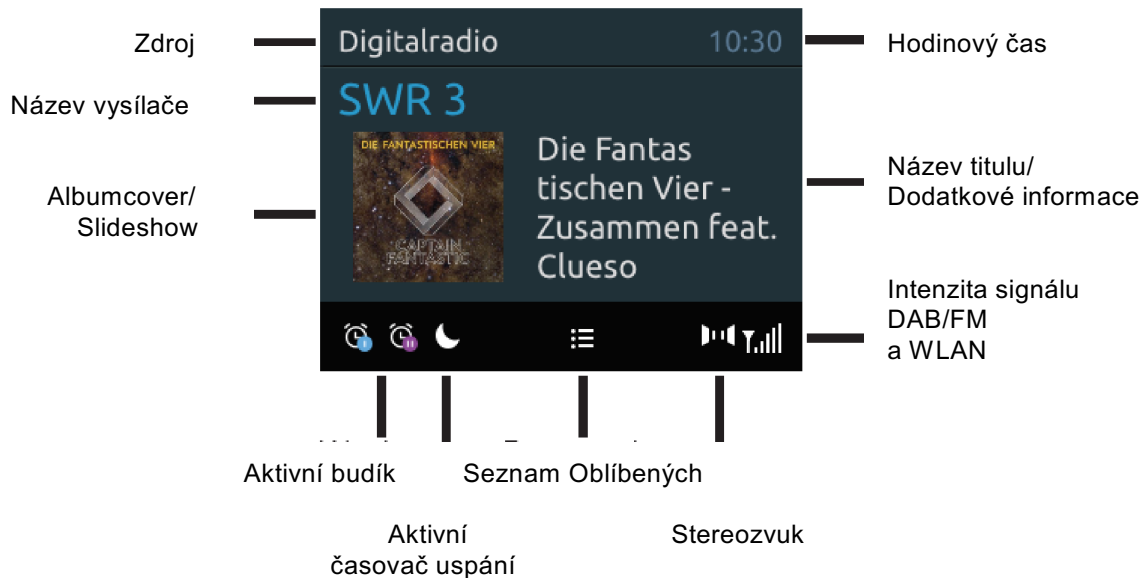 Zdroj
Digitalradio
10:30
Hodinový čas
Název vysílače
SWR 3
DIE FANTASTISCHEN VIER
CAPTAIN
FANTASTIC
Albumcover/
Slideshow
Die Fantas
tischen Vier -
Zusammen feat.
Clueso
Název titulu/
Dodatkové informace
Intenzita signálu
DAB/FM
a WLAN
Aktivní budík
Seznam Oblíbených
Aktivní
časovač uspání
Stereozvuk